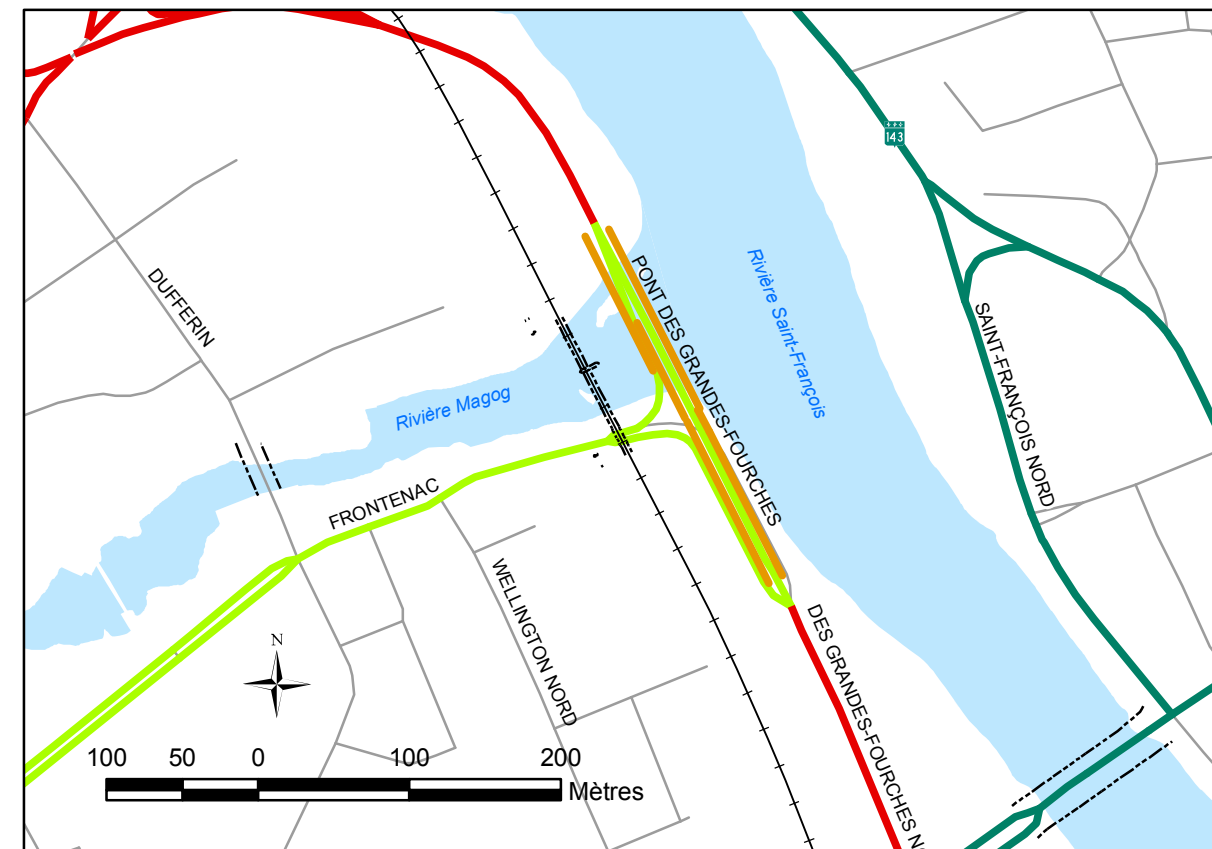 143
DUFFERIN
PONT DES GRANDES-FOURCHES
Rivière Saint-François
SAINT-FRANÇOIS NORD
Rivière Magog
FRONTENAC
WELLINGTON NORD
DES GRANDES-FOURCHES N
N
100 50 0 100 200
Mètres